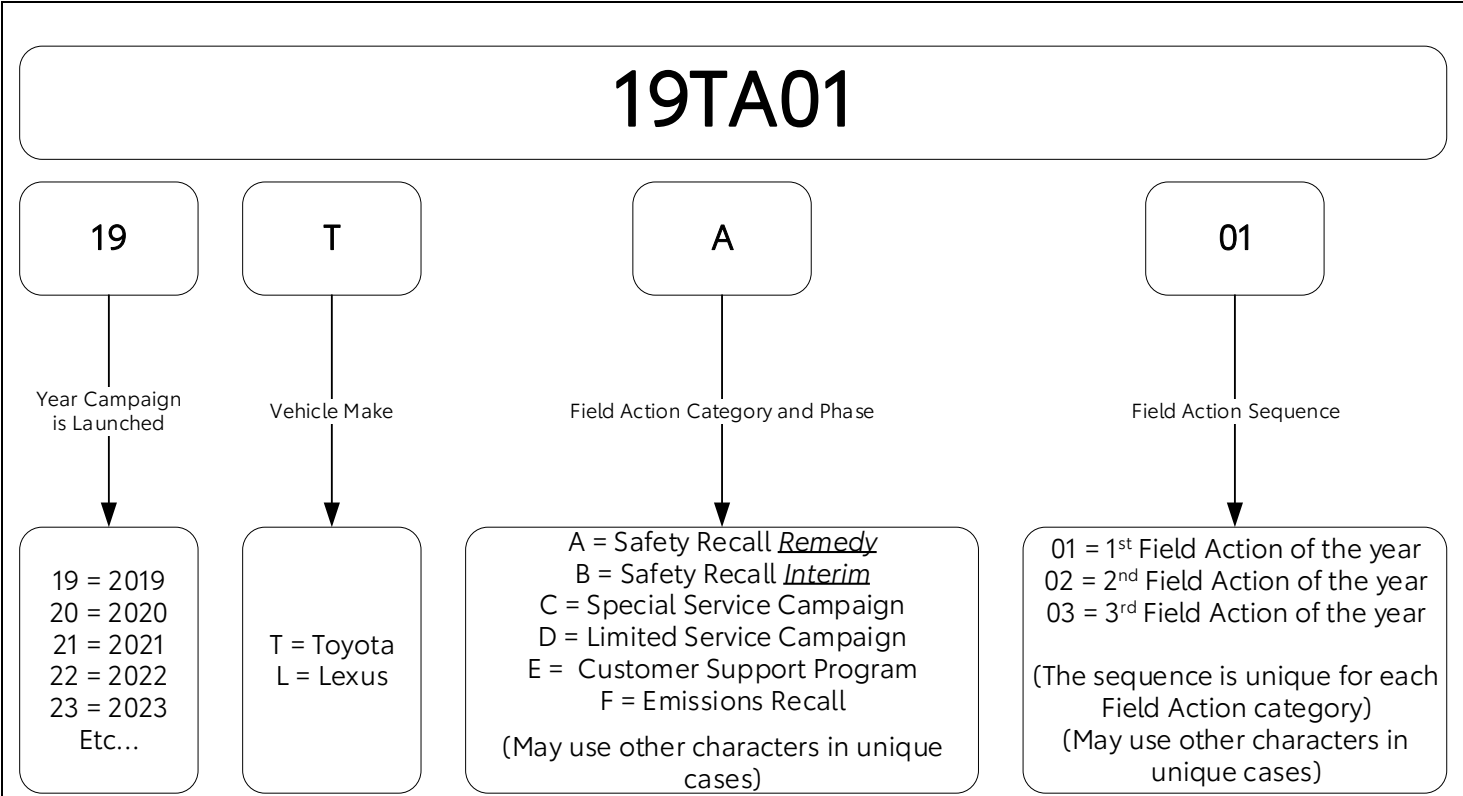 19TA01
19
T
A
01
Year Campaign
is Launched
Vehicle Make
Field Action Category and Phase
Field Action Sequence
19 = 2019
20 = 2020
21 = 2021
22 = 2022
23 = 2023
Etc...
T = Toyota
L = Lexus
A = Safety Recall Remedy
B = Safety Recall Interim
C = Special Service Campaign
D = Limited Service Campaign
E =  Customer Support Program
F = Emissions Recall
(May use other characters in unique
cases)
01 = 1st Field Action of the year
02 = 2nd Field Action of the year
03 = 3rd Field Action of the year
(The sequence is unique for each
Field Action category)
(May use other characters in
unique cases)